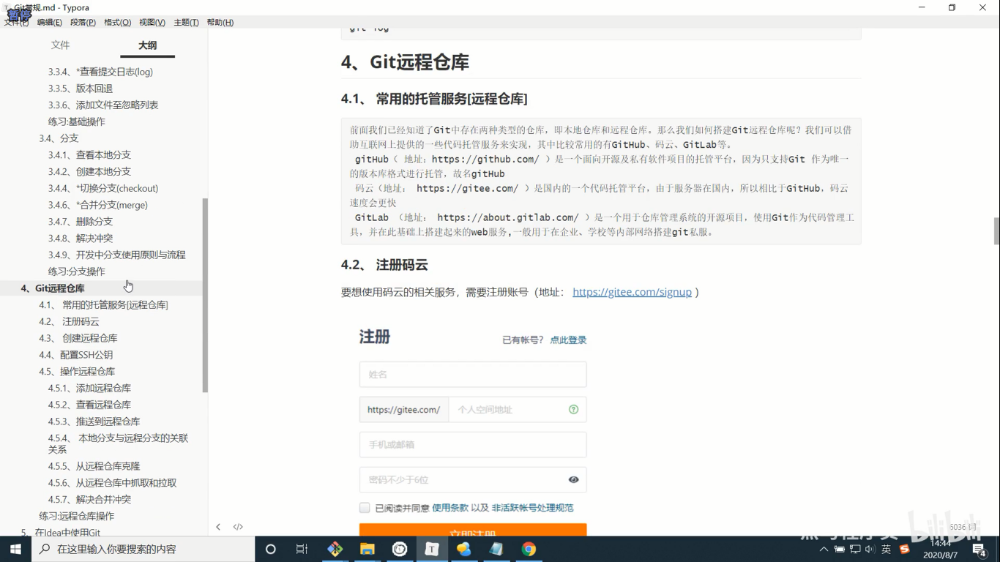 Git常规.md - Typora
暂停
文件(F) 编辑(E) 段落(P) 格式(O) 视图(V) 主题(T) 帮助(H)
文件 大纲
3.3.4、*查看提交日志(log)
3.3.5、版本回退
3.3.6、添加文件至忽略列表
练习:基础操作
3.4、分支
3.4.1、查看本地分支
3.4.2、创建本地分支
3.4.4、*切换分支(checkout)
3.4.6、*合并分支(merge)
3.4.7、删除分支
3.4.8、解决冲突
3.4.9、开发中分支使用原则与流程
练习:分支操作
4、Git远程仓库
4.1、 常用的托管服务[远程仓库]
4.2、 注册码云
4.3、 创建远程仓库
4.4、配置SSH公钥
4.5、操作远程仓库
4.5.1、添加远程仓库
4.5.2、查看远程仓库
4.5.3、推送到远程仓库
4.5.4、 本地分支与远程分支的关联
关系
4.5.5、从远程仓库克隆
4.5.6、从远程仓库中抓取和拉取
4.5.7、解决合并冲突
练习:远程仓库操作
5、在Idea中使用Git
git log
4、Git远程仓库
4.1、 常用的托管服务[远程仓库]
前面我们已经知道了Git中存在两种类型的仓库，即本地仓库和远程仓库。那么我们如何搭建Git远程仓库呢？我们可以借
助互联网上提供的一些代码托管服务来实现，其中比较常用的有GitHub、码云、GitLab等。
gitHub（ 地址：https://github.com/ ）是一个面向开源及私有软件项目的托管平台，因为只支持Git 作为唯一
的版本库格式进行托管，故名gitHub
码云（地址： https://gitee.com/ ）是国内的一个代码托管平台，由于服务器在国内，所以相比于GitHub，码云
速度会更快
GitLab （地址： https://about.gitlab.com/ ）是一个用于仓库管理系统的开源项目，使用Git作为代码管理工
具，并在此基础上搭建起来的web服务,一般用于在企业、学校等内部网络搭建git私服。
4.2、 注册码云
要想使用码云的相关服务，需要注册账号（地址： https://gitee.com/signup ）
注册 已有帐号？ 点此登录
姓名
https://gitee.com/ 个人空间地址
手机或邮箱
密码不少于6位
已阅读并同意 使用条款 以及 非活跃帐号处理规范
立即注册
6036 词
bilibili
在这里输入你要搜索的内容
英
14:44
2020/8/7
4